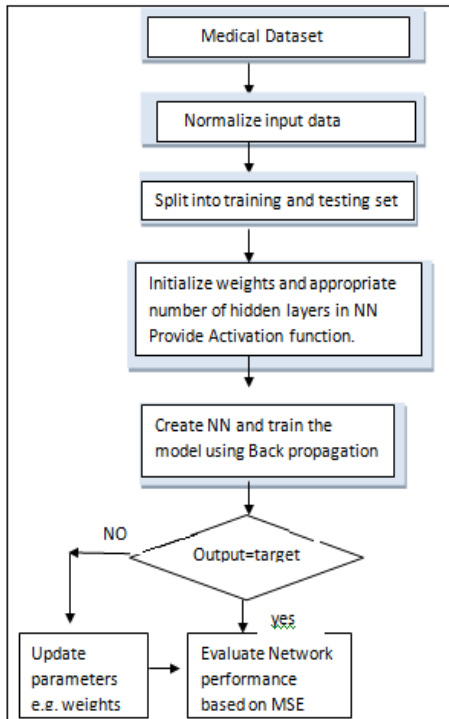 Medical Dataset
Normalize input data
Split into training and testing set
Initialize weights and appropriate
number of hidden layers in NN
Provide Activation function.
Create NN and train the
model using Back propagation
NO
Output=target
yes
Update
parameters
e.g. weights
Evaluate Network
performance
based on MSE